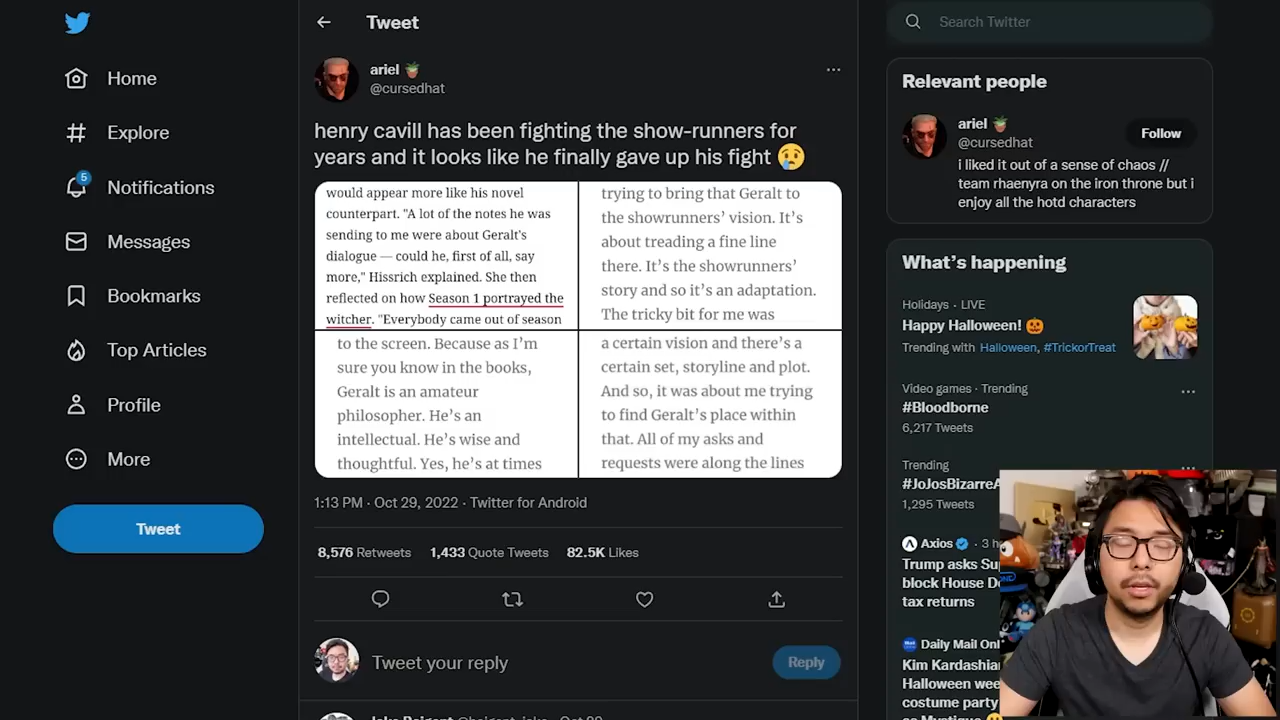 Home
Explore
5
Notifications
Messages
Bookmarks
Top Articles
Profile
More
Tweet
Tweet
ariel
@cursedhat
henry cavill has been fighting the show-runners for
years and it looks like he finally gave up his fight 😢
would appear more like his novel
counterpart. "A lot of the notes he was
sending to me were about Geralt's
dialogue — could he, first of all, say
more," Hissrich explained. She then
reflected on how Season 1 portrayed the
witcher. "Everybody came out of season
trying to bring that Geralt to
the showrunners’ vision. It’s
about treading a fine line
there. It’s the showrunners’
story and so it’s an adaptation.
The tricky bit for me was
to the screen. Because as I’m
sure you know in the books,
Geralt is an amateur
philosopher. He’s an
intellectual. He’s wise and
thoughtful. Yes, he’s at times
a certain vision and there’s a
certain set, storyline and plot.
And so, it was about me trying
to find Geralt’s place within
that. All of my asks and
requests were along the lines
1:13 PM · Oct 29, 2022 · Twitter for Android
8,576 Retweets 1,433 Quote Tweets 82.5K Likes
Tweet your reply
Reply
Search Twitter
Relevant people
ariel
@cursedhat
Follow
i liked it out of a sense of chaos //
team rhaenyra on the iron throne but i
enjoy all the hotd characters
What’s happening
Holidays · LIVE
Happy Halloween! 🎃
Trending with Halloween, #TrickorTreat
Video games · Trending
#Bloodborne
6,217 Tweets
Trending
#JoJosBizarreA
1,295 Tweets
Axios · 3 h
Trump asks Su
block House D
tax returns
Daily Mail Onl
Kim Kardashia
Halloween wee
costume party